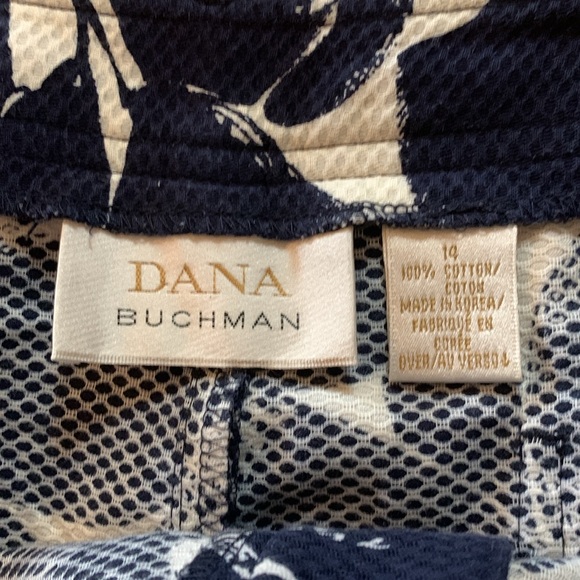 DANA
BUCHMAN
14
100% COTTON/
COTON
MADE IN KOREA/
FABRIQUÉ EN
CORÉE
OVER/AU VERSO↓